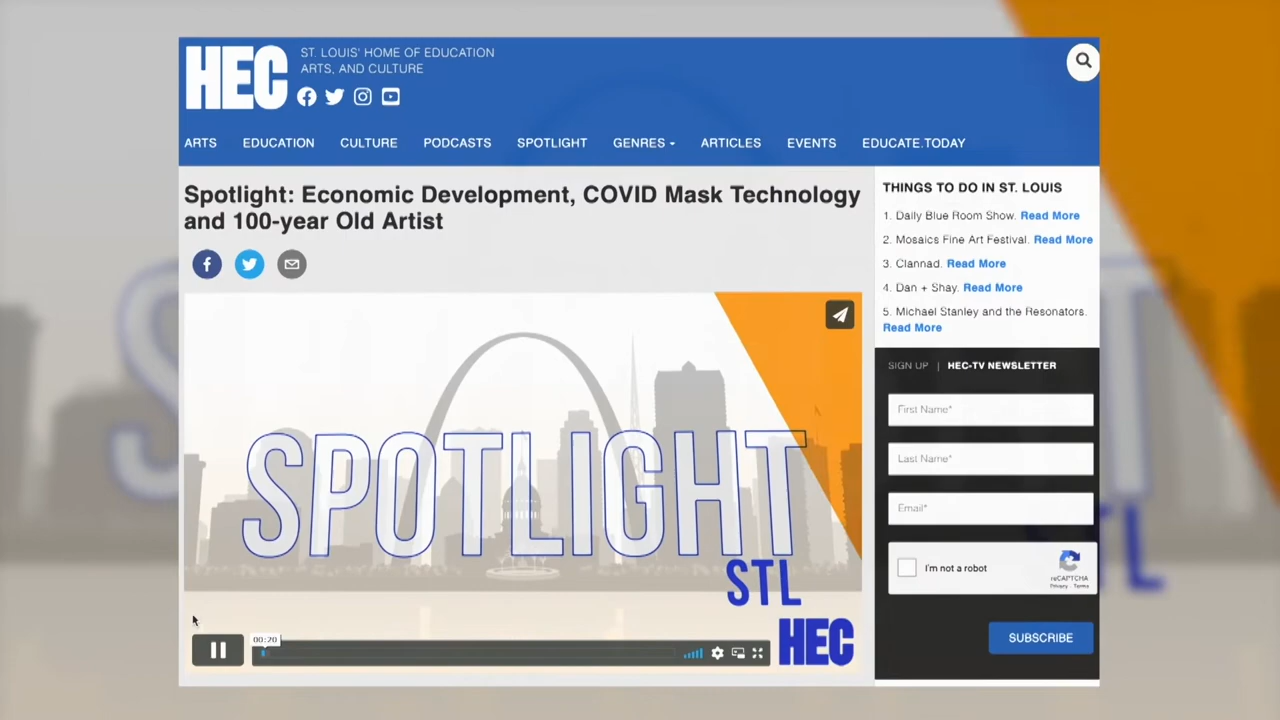 HEC
ST. LOUIS' HOME OF EDUCATION
ARTS, AND CULTURE
ARTS EDUCATION CULTURE PODCASTS SPOTLIGHT GENRES ARTICLES EVENTS EDUCATE.TODAY
Spotlight: Economic Development, COVID Mask Technology
and 100-year Old Artist
SPOTLIGHT
STL
HEC
00:20
THINGS TO DO IN ST. LOUIS
1. Daily Blue Room Show. Read More
2. Mosaics Fine Art Festival. Read More
3. Clannad. Read More
4. Dan + Shay. Read More
5. Michael Stanley and the Resonators.
Read More
SIGN UP | HEC-TV NEWSLETTER
First Name*
Last Name*
Email*
I'm not a robot
reCAPTCHA
Privacy - Terms
SUBSCRIBE